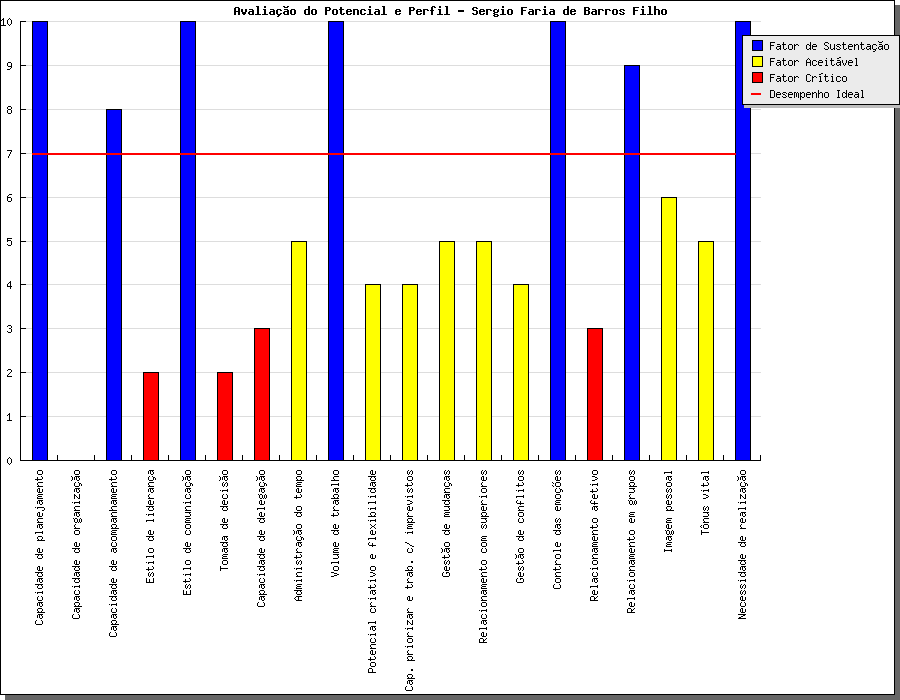 Avaliação do Potencial e Perfil - Sergio Faria de Barros Filho
Fator de Sustentação
Fator Aceitável
Fator Crítico
Desempenho Ideal
10
9
8
7
6
5
4
3
2
1
0
Capacidade de planejamento
Capacidade de organização
Capacidade de acompanhamento
Estilo de liderança
Estilo de comunicação
Tomada de decisão
Capacidade de delegação
Administração do tempo
Volume de trabalho
Potencial criativo e flexibilidade
Cap. priorizar e trab. c/ imprevistos
Gestão de mudanças
Relacionamento com superiores
Gestão de conflitos
Controle das emoções
Relacionamento afetivo
Relacionamento em grupos
Imagem pessoal
Tônus vital
Necessidade de realização